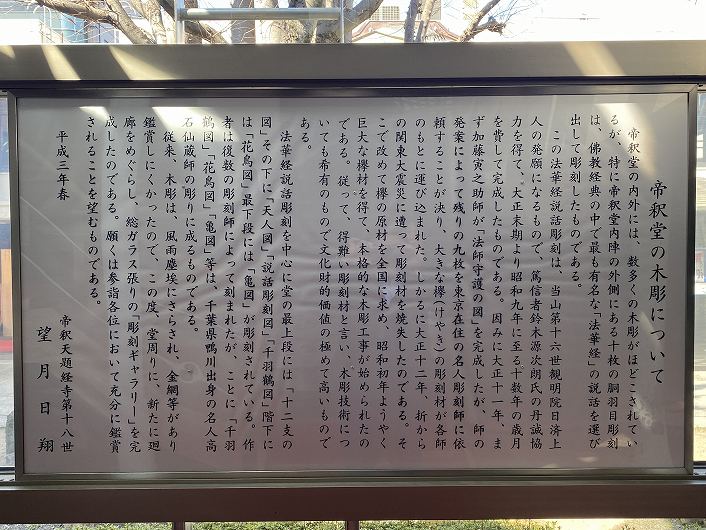 帝釈堂の木彫について
帝釈堂の内外には、数多くの木彫がほどこされてい
るが、特に帝釈堂内陣の外側にある十枚の胴羽目彫刻
は、佛教経典の中で最も有名な「法華経」の説話を選び
出して彫刻したものである。
この法華経説話彫刻は、当山第十六世観明院日済上
人の発願になるもので、篤信者鈴木源次朗氏の丹誠協
力を得て、大正末期より昭和九年に至る十数年の歳月
を費して完成したものである。因みに大正十一年、ま
ず加藤寅之助師が「法師守護の図」を完成したが、師の
発案によって残りの九枚を東京在住の名人彫刻師に依
頼することが決り、大きな欅(けやき)の彫刻材が各師
のもとに運び込まれた。しかるに大正十二年、折から
の関東大震災に遭って彫刻材を焼失したのである。そ
こで改めて欅の原材を全国に求め、昭和初年ようやく
巨大な欅材を得て、本格的な木彫工事が始められたの
である。従って、得難い彫刻材と言い、木彫技術につ
いても希有のもので文化財的価値の極めて高いもので
ある。
法華経説話彫刻を中心に堂の最上段には「十二支の
図」その下に「天人図」「説話彫刻図」「千羽鶴図」階下に
は「花鳥図」最下段には「亀図」が彫刻されている。作
者は復数の彫刻師によって刻まれたが、ことに「千羽
鶴図」「花鳥図」「亀図」等は、千葉県鴨川出身の名人高
石仙蔵師の彫りに成るものである。
従来、木彫は、風雨塵埃にさらされ、金網等があり
鑑賞しにくかったので、この度、堂周りに、新たに廻
廊をめぐらし、総ガラス張りの「彫刻ギャラリー」を完
成したのである。願くは参詣各位において充分に鑑賞
されることを望むものである。
平成三年春
帝釈天題経寺第十八世
望月日翔